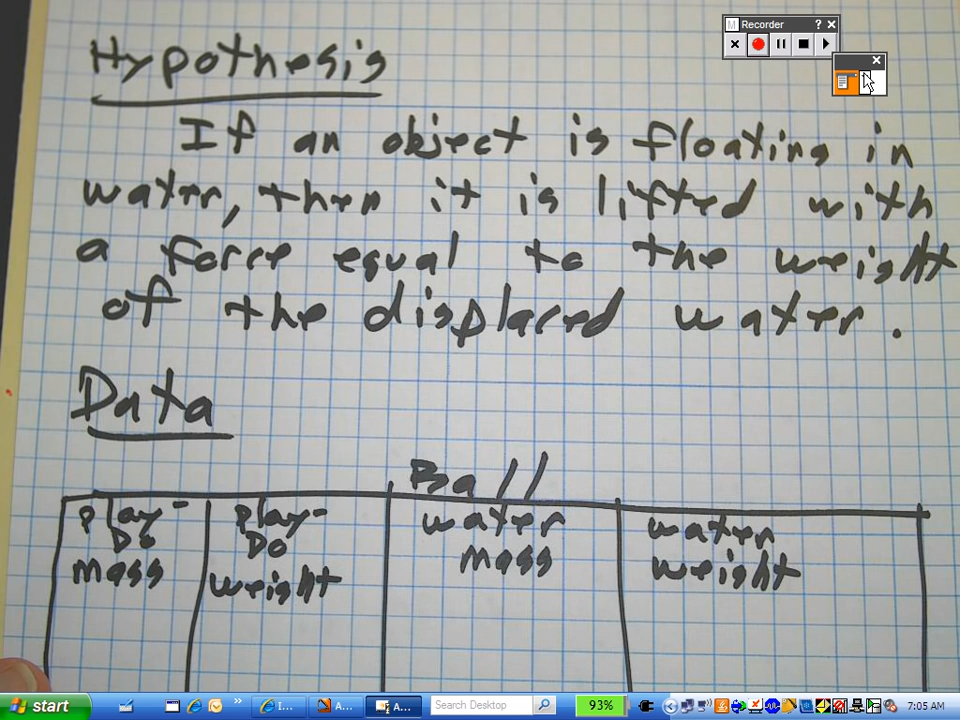 Recorder
Hypothesis
If an object is floating in
water, then it is lifted with
a force equal to the weight
of the displaced water.
Data
Ball
Play-Do mass
Play-Do weight
water mass
water weight
start
I...
A...
A...
Search Desktop
93%
7:05 AM